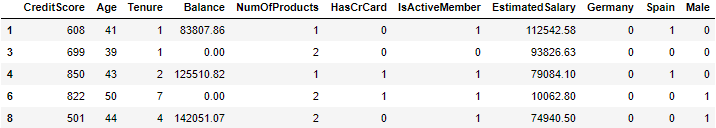 CreditScore Age Tenure Balance NumOfProducts HasCrCard IsActiveMember EstimatedSalary Germany Spain Male
1 608 41 1 83807.86 1 0 1 112542.58 0 1 0
3 699 39 1 0.00 2 0 0 93826.63 0 0 0
4 850 43 2 125510.82 1 1 1 79084.10 0 1 0
6 822 50 7 0.00 2 1 1 10062.80 0 0 1
8 501 44 4 142051.07 2 0 1 74940.50 0 0 1